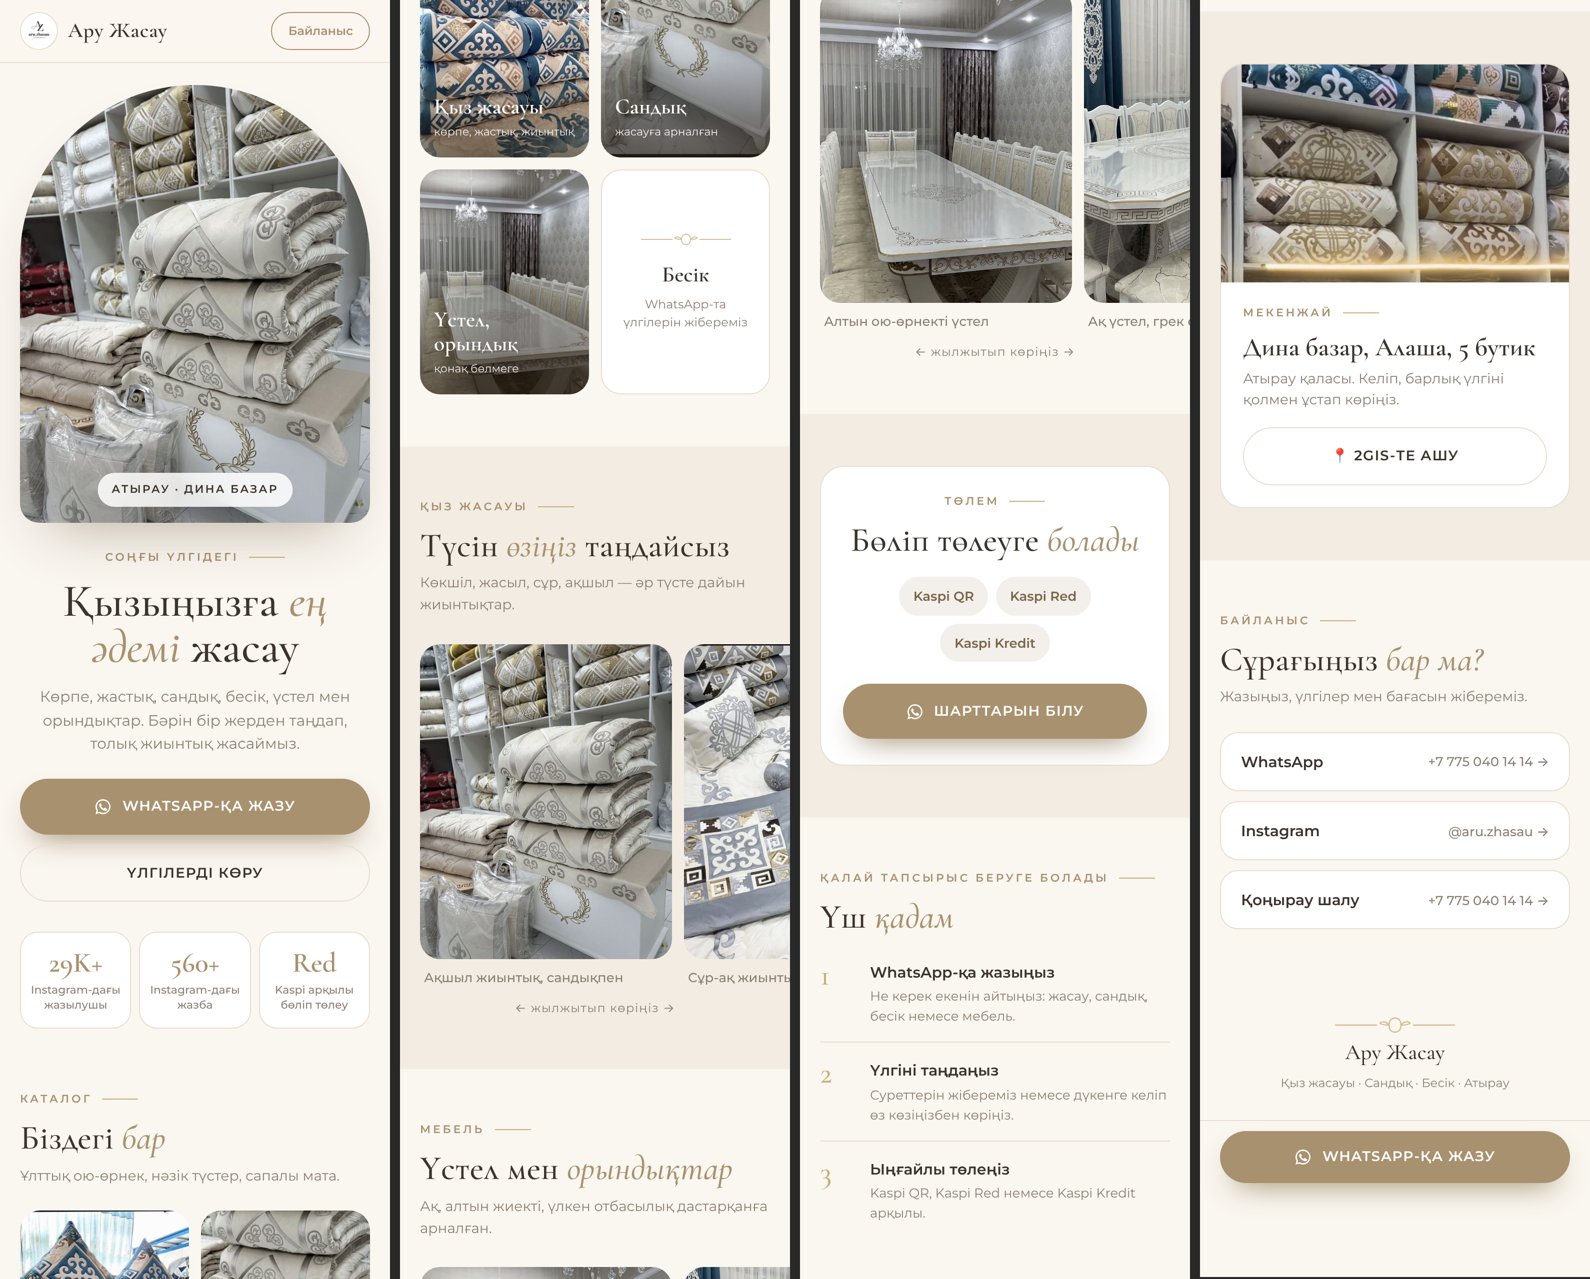 Ару Жасау
Байланыс
АТЫРАУ · ДИНА БАЗАР
СОҢҒЫ ҮЛГІДЕГІ
Қызыңызға ең
әдемі жасау
Көрпе, жастық, сандық, бесік, үстел мен
орындықтар. Бәрін бір жерден таңдап,
толық жиынтық жасаймыз.
WHATSAPP-ҚА ЖАЗУ
ҮЛГІЛЕРДІ КӨРУ
29K+
Instagram-дағы
жазылушы
560+
Instagram-дағы
жазба
Red
Kaspi арқылы
бөліп төлеу
КАТАЛОГ
Біздегі бар
Ұлттық ою-өрнек, нәзік түстер, сапалы мата.
Қыз жасауы
көрпе, жастық, жиынтық
Сандық
жасауға арналған
Үстел,
орындық
қонақ бөлмеге
Бесік
WhatsApp-та
үлгілерін жібереміз
ҚЫЗ ЖАСАУЫ
Түсін өзіңіз таңдайсыз
Көкшіл, жасыл, сұр, ақшыл — әр түсте дайын
жиынтықтар.
Ақшыл жиынтық, сандықпен
Сұр-ақ жиынть
← жылжытып көріңіз →
МЕБЕЛЬ
Үстел мен орындықтар
Ақ, алтын жиекті, үлкен отбасылық дастарқанға
арналған.
Алтын ою-өрнекті үстел
Ақ үстел, грек
← жылжытып көріңіз →
ТӨЛЕМ
Бөліп төлеуге болады
Kaspi QR
Kaspi Red
Kaspi Kredit
ШАРТТАРЫН БІЛУ
ҚАЛАЙ ТАПСЫРЫС БЕРУГЕ БОЛАДЫ
Үш қадам
1
WhatsApp-қа жазыңыз
Не керек екенін айтыңыз: жасау, сандық,
бесік немесе мебель.
2
Үлгіні таңдаңыз
Суреттерін жібереміз немесе дүкенге келіп
өз көзіңізбен көріңіз.
3
Ыңғайлы төлеңіз
Kaspi QR, Kaspi Red немесе Kaspi Kredit
арқылы.
МЕКЕНЖАЙ
Дина базар, Алаша, 5 бутик
Атырау қаласы. Келіп, барлық үлгіні
қолмен ұстап көріңіз.
2GIS-ТЕ АШУ
БАЙЛАНЫС
Сұрағыңыз бар ма?
Жазыңыз, үлгілер мен бағасын жібереміз.
WhatsApp
+7 775 040 14 14 →
Instagram
@aru.zhasau →
Қоңырау шалу
+7 775 040 14 14 →
Ару Жасау
Қыз жасауы · Сандық · Бесік · Атырау
WHATSAPP-ҚА ЖАЗУ